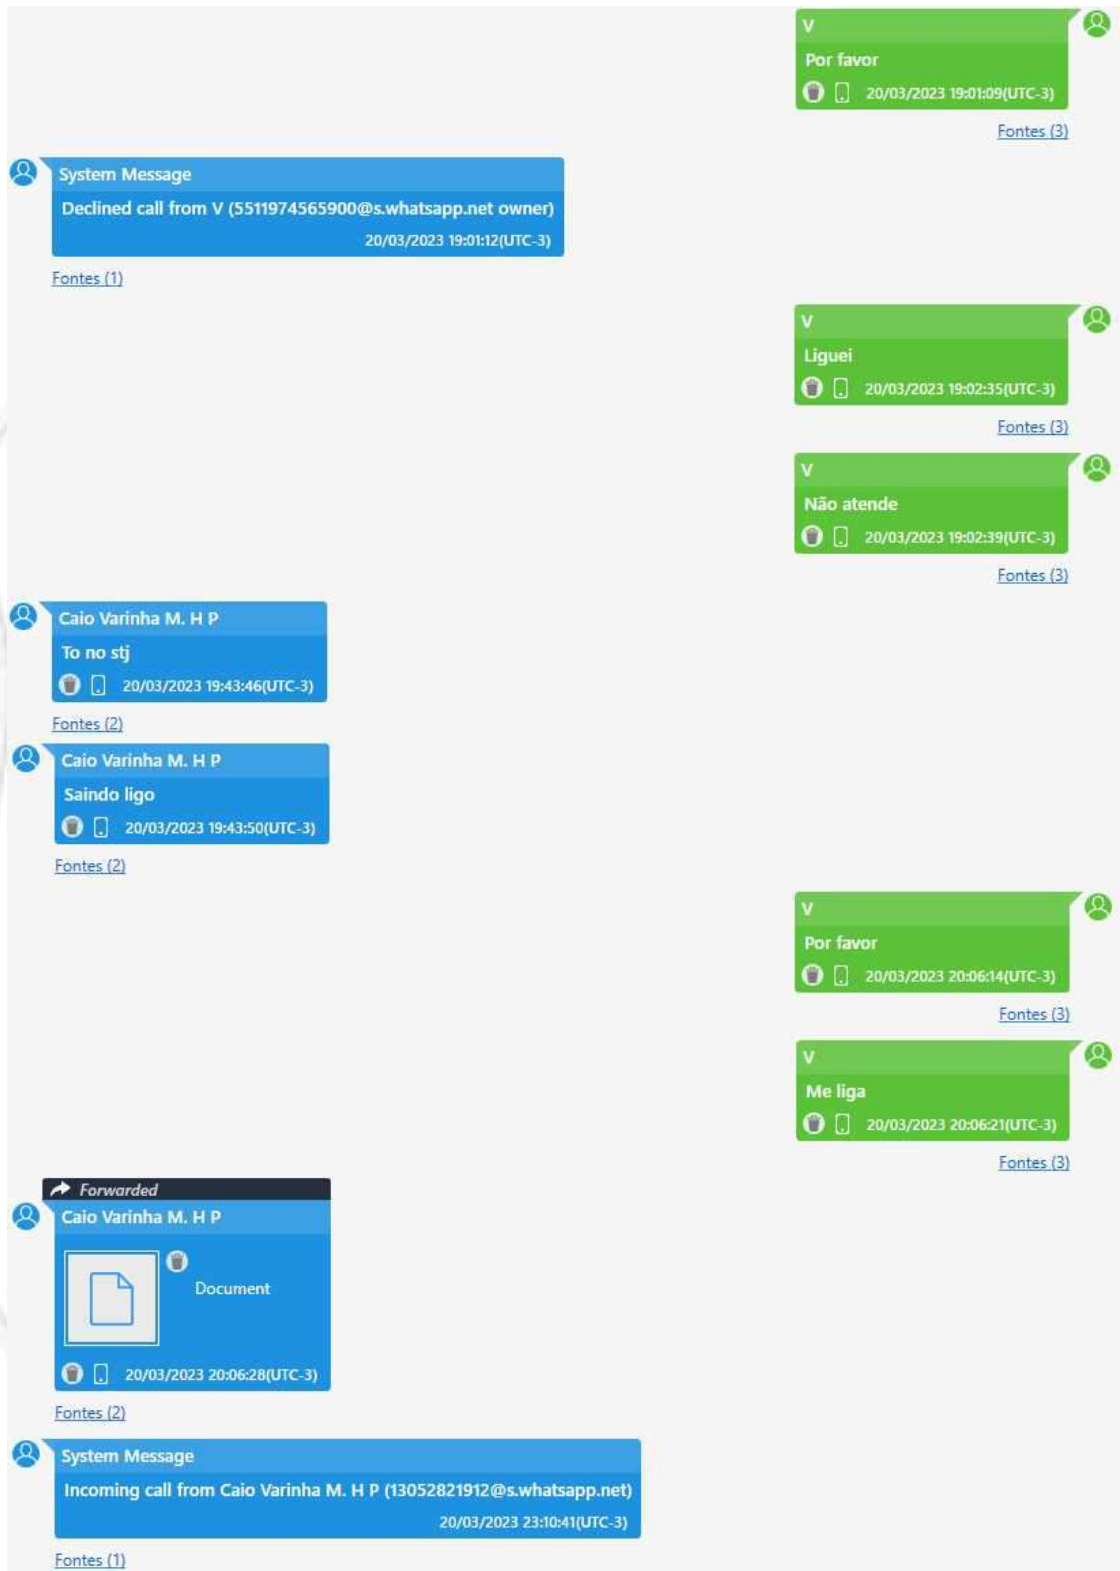 V
Por favor
20/03/2023 19:01:09(UTC-3)
Fontes (3)
System Message
Declined call from V (5511974565900@s.whatsapp.net owner)
20/03/2023 19:01:12(UTC-3)
Fontes (1)
V
Liguei
20/03/2023 19:02:35(UTC-3)
Fontes (3)
V
Não atende
20/03/2023 19:02:39(UTC-3)
Fontes (3)
Caio Varinha M. H P
To no stj
20/03/2023 19:43:46(UTC-3)
Fontes (2)
Caio Varinha M. H P
Saindo ligo
20/03/2023 19:43:50(UTC-3)
Fontes (2)
V
Por favor
20/03/2023 20:06:14(UTC-3)
Fontes (3)
V
Me liga
20/03/2023 20:06:21(UTC-3)
Fontes (3)
Forwarded
Caio Varinha M. H P
Document
20/03/2023 20:06:28(UTC-3)
Fontes (2)
System Message
Incoming call from Caio Varinha M. H P (13052821912@s.whatsapp.net)
20/03/2023 23:10:41(UTC-3)
Fontes (1)